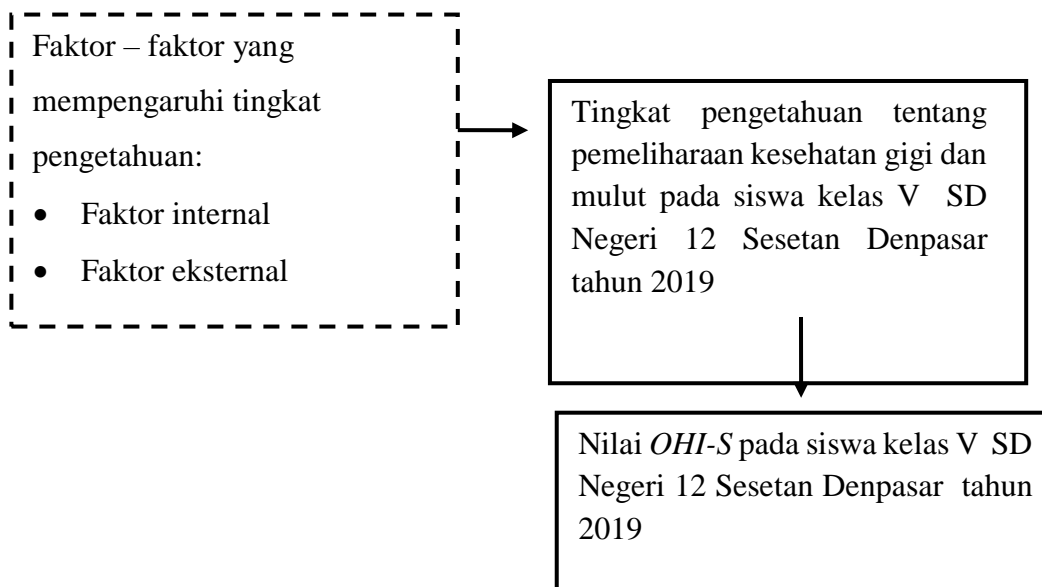 Faktor – faktor yang
mempengaruhi tingkat
pengetahuan:
• Faktor internal
• Faktor eksternal
Tingkat pengetahuan tentang
pemeliharaan kesehatan gigi dan
mulut pada siswa kelas V SD
Negeri 12 Sesetan Denpasar
tahun 2019
Nilai OHI-S pada siswa kelas V SD
Negeri 12 Sesetan Denpasar tahun
2019